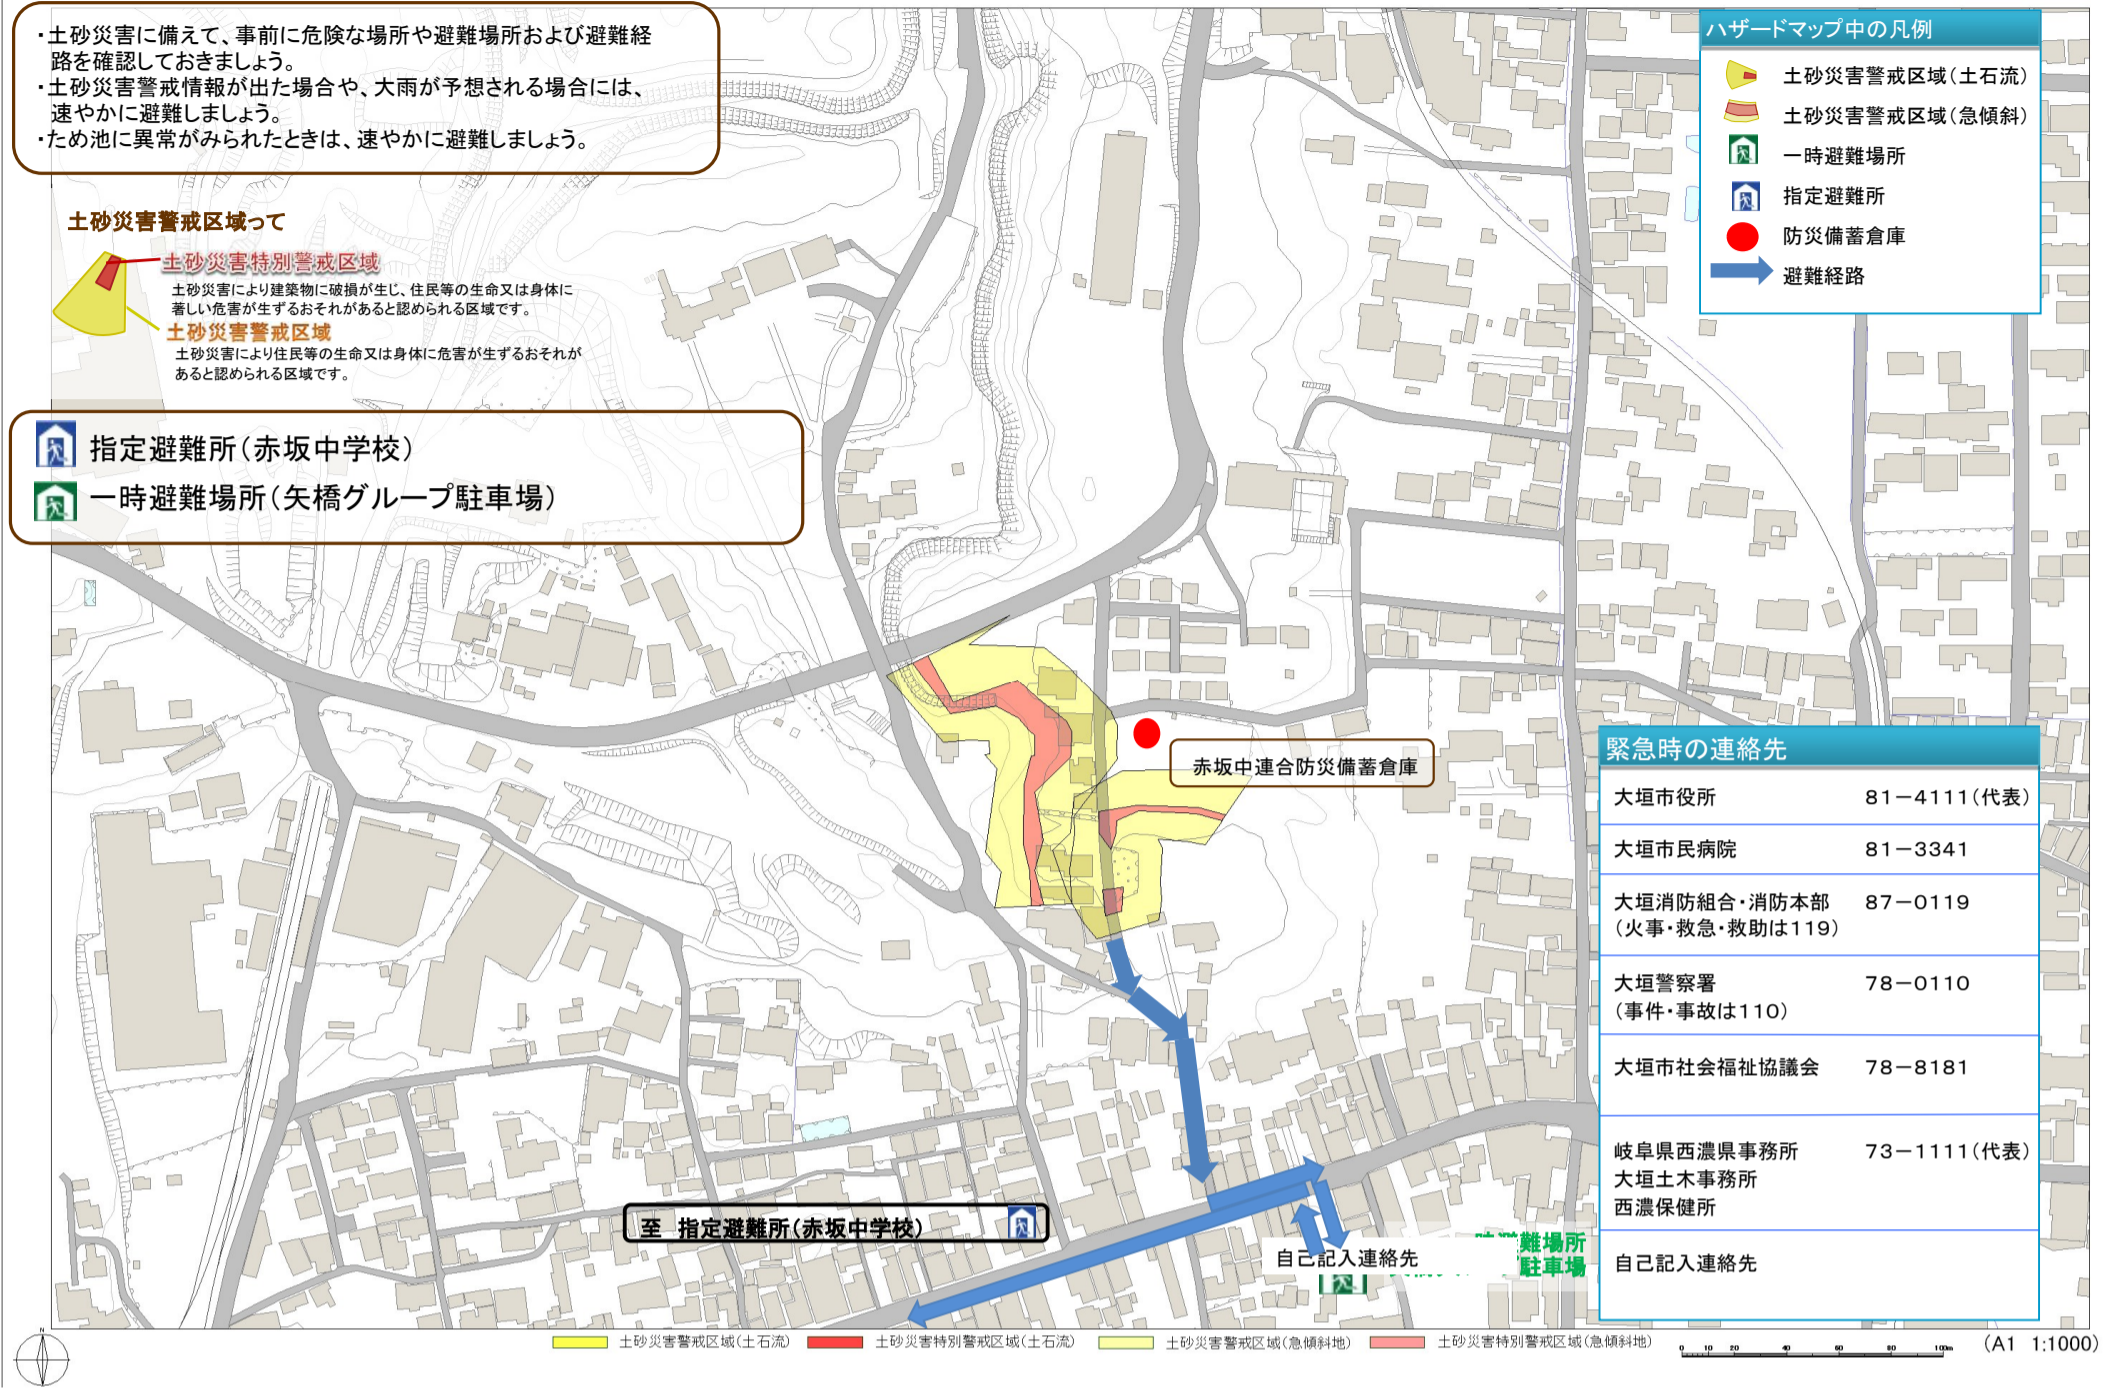 ・土砂災害に備えて、事前に危険な場所や避難場所および避難経
路を確認しておきましょう。
・土砂災害警戒情報が出た場合や、大雨が予想される場合には、
速やかに避難しましょう。
・ため池に異常がみられたときは、速やかに避難しましょう。
土砂災害警戒区域って
土砂災害特別警戒区域
土砂災害により建築物に破損が生じ、住民等の生命又は身体に
著しい危害が生ずるおそれがあると認められる区域です。
土砂災害警戒区域
土砂災害により住民等の生命又は身体に危害が生ずるおそれが
あると認められる区域です。
指定避難所(赤坂中学校)
一時避難場所(矢橋グループ駐車場)
ハザードマップ中の凡例
土砂災害警戒区域(土石流)
土砂災害警戒区域(急傾斜)
一時避難場所
指定避難所
防災備蓄倉庫
避難経路
赤坂中連合防災備蓄倉庫
緊急時の連絡先
大垣市役所 81-4111(代表)
大垣市民病院 81-3341
大垣消防組合・消防本部 87-0119
(火事・救急・救助は119)
大垣警察署 78-0110
(事件・事故は110)
大垣市社会福祉協議会 78-8181
岐阜県西濃県事務所 73-1111(代表)
大垣土木事務所
西濃保健所
自己記入連絡先
至 指定避難所(赤坂中学校)
難場所
自己記入連絡先
駐車場
N
土砂災害警戒区域(土石流) 土砂災害特別警戒区域(土石流) 土砂災害警戒区域(急傾斜地) 土砂災害特別警戒区域(急傾斜地)
0 10 20 40 60 80 100m
(A1 1:1000)